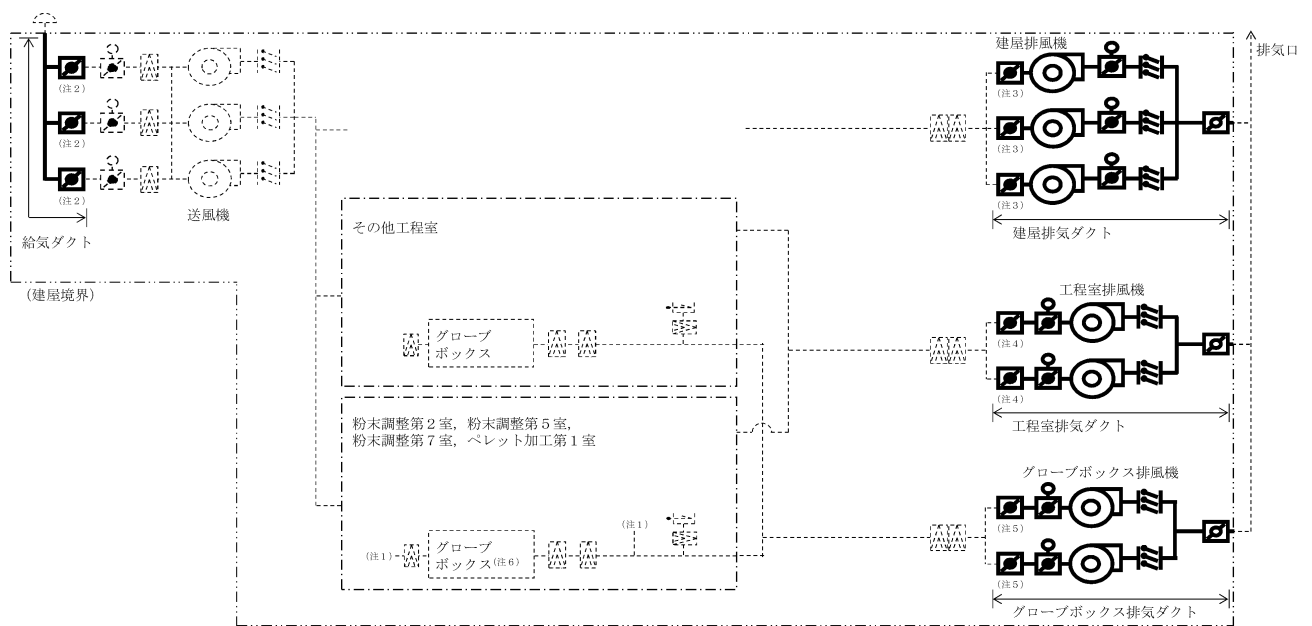 建屋排風機
排気口
(注2)
(注2)
(注2)
(注3)
(注3)
(注3)
送風機
給気ダクト
(建屋境界)
建屋排気ダクト
その他工程室
グローブ
ボックス
工程室排風機
(注4)
(注4)
工程室排気ダクト
粉末調整第2室,粉末調整第5室,
粉末調整第7室,ペレット加工第1室
グローブボックス排風機
(注1)
(注1)
グローブ
ボックス(注6)
(注5)
(注5)
グローブボックス排気ダクト